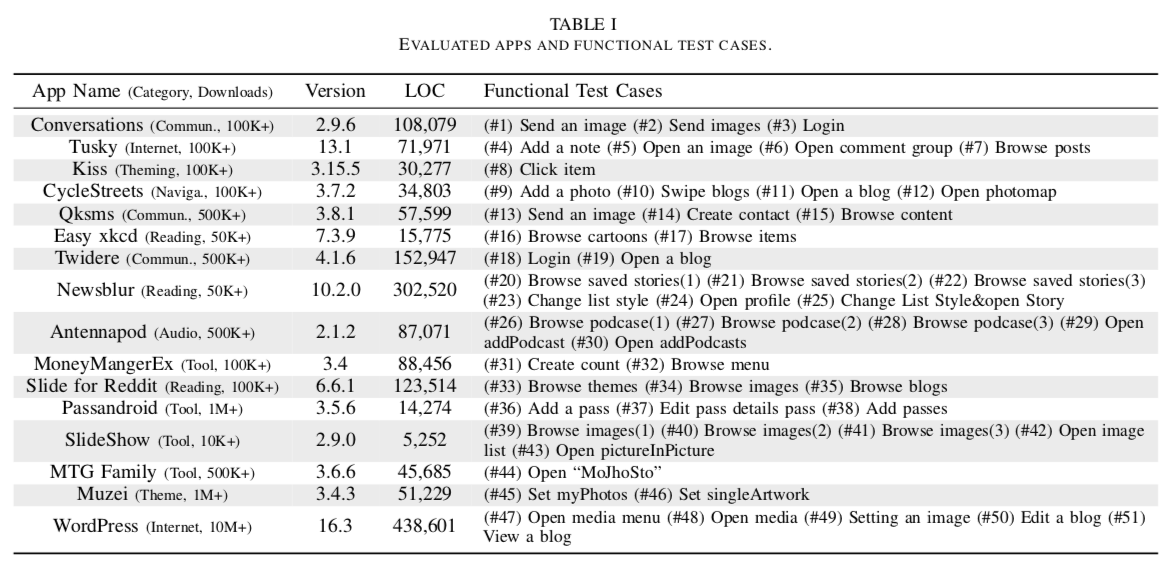 TABLE I
EVALUATED APPS AND FUNCTIONAL TEST CASES.
App Name (Category, Downloads) Version LOC Functional Test Cases
Conversations (Commun., 100K+) 2.9.6 108,079 (#1) Send an image (#2) Send images (#3) Login
Tusky (Internet, 100K+) 13.1 71,971 (#4) Add a note (#5) Open an image (#6) Open comment group (#7) Browse posts
Kiss (Theming, 100K+) 3.15.5 30,277 (#8) Click item
CycleStreets (Naviga., 100K+) 3.7.2 34,803 (#9) Add a photo (#10) Swipe blogs (#11) Open a blog (#12) Open photomap
Qksms (Commun., 500K+) 3.8.1 57,599 (#13) Send an image (#14) Create contact (#15) Browse content
Easy xkcd (Reading, 50K+) 7.3.9 15,775 (#16) Browse cartoons (#17) Browse items
Twidere (Commun., 500K+) 4.1.6 152,947 (#18) Login (#19) Open a blog
Newsblur (Reading, 50K+) 10.2.0 302,520 (#20) Browse saved stories(1) (#21) Browse saved stories(2) (#22) Browse saved stories(3)
(#23) Change list style (#24) Open profile (#25) Change List Style&open Story
Antennapod (Audio, 500K+) 2.1.2 87,071 (#26) Browse podcase(1) (#27) Browse podcase(2) (#28) Browse podcase(3) (#29) Open
addPodcast (#30) Open addPodcasts
MoneyMangerEx (Tool, 100K+) 3.4 88,456 (#31) Create count (#32) Browse menu
Slide for Reddit (Reading, 100K+) 6.6.1 123,514 (#33) Browse themes (#34) Browse images (#35) Browse blogs
Passandroid (Tool, 1M+) 3.5.6 14,274 (#36) Add a pass (#37) Edit pass details pass (#38) Add passes
SlideShow (Tool, 10K+) 2.9.0 5,252 (#39) Browse images(1) (#40) Browse images(2) (#41) Browse images(3) (#42) Open image
list (#43) Open pictureInPicture
MTG Family (Tool, 500K+) 3.6.6 45,685 (#44) Open “MoJhoSto”
Muzei (Theme, 1M+) 3.4.3 51,229 (#45) Set myPhotos (#46) Set singleArtwork
WordPress (Internet, 10M+) 16.3 438,601 (#47) Open media menu (#48) Open media (#49) Setting an image (#50) Edit a blog (#51)
View a blog